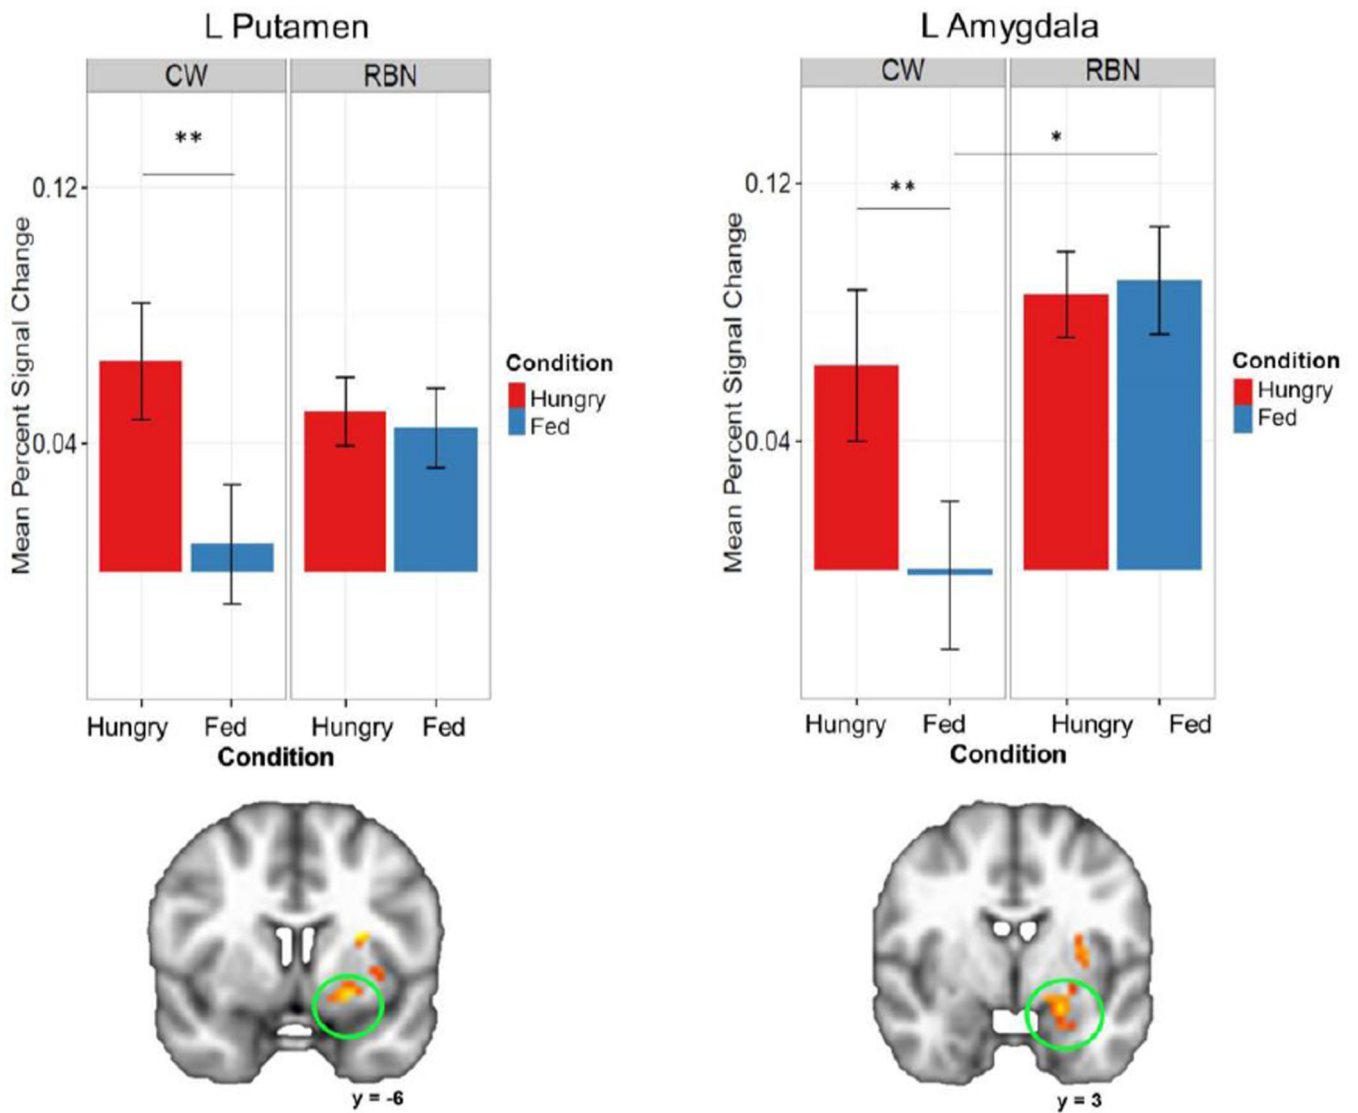 L Putamen
CW RBN
**
0.12
0.04
Mean Percent Signal Change
Condition
Hungry
Fed
Hungry Fed Hungry Fed
Condition
y = -6
L Amygdala
CW RBN
*
**
0.12
0.04
Mean Percent Signal Change
Condition
Hungry
Fed
Hungry Fed Hungry Fed
Condition
y = 3